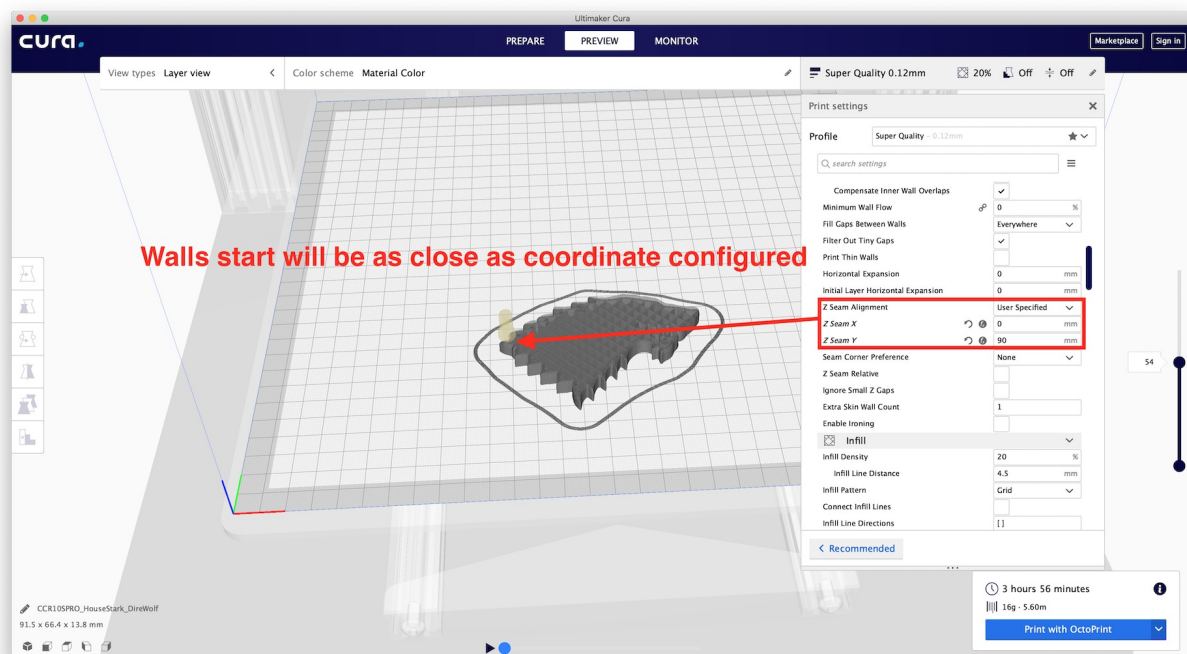 Ultimaker Cura
cura.
PREPARE PREVIEW MONITOR
Marketplace Sign in
View types Layer view
Color scheme Material Color
Super Quality 0.12mm 20% Off Off
Print settings
Profile Super Quality - 0.12mm
search settings
Compensate Inner Wall Overlaps
Minimum Wall Flow 0 %
Fill Gaps Between Walls Everywhere
Filter Out Tiny Gaps
Print Thin Walls
Walls start will be as close as coordinate configured
Horizontal Expansion 0 mm
Initial Layer Horizontal Expansion 0 mm
Z Seam Alignment User Specified
Z Seam X 0 mm
Z Seam Y 90 mm
Seam Corner Preference None
54
Z Seam Relative
Ignore Small Z Gaps
Extra Skin Wall Count 1
Enable Ironing
Infill
Infill Density 20 %
Infill Line Distance 4.5 mm
Infill Pattern Grid
Connect Infill Lines
Infill Line Directions [ ]
Recommended
3 hours 56 minutes
16g · 5.60m
Print with OctoPrint
CCR10SPRO_HouseStark_DireWolf
91.5 x 66.4 x 13.8 mm